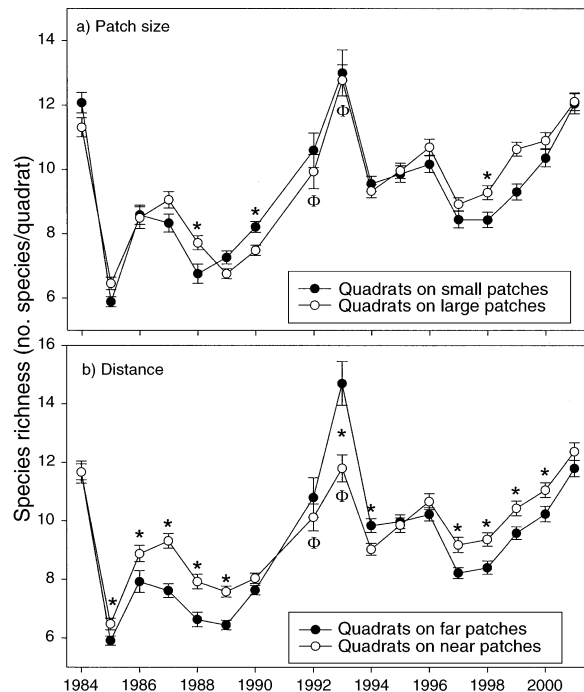 a) Patch size
14
12
10
8
6
* * Φ Φ *
Quadrats on small patches
Quadrats on large patches
Species richness (no. species/quadrat)
b) Distance
16
14
12
10
8
6
* * * * * Φ * Φ * * * * *
Quadrats on far patches
Quadrats on near patches
1984 1986 1988 1990 1992 1994 1996 1998 2000